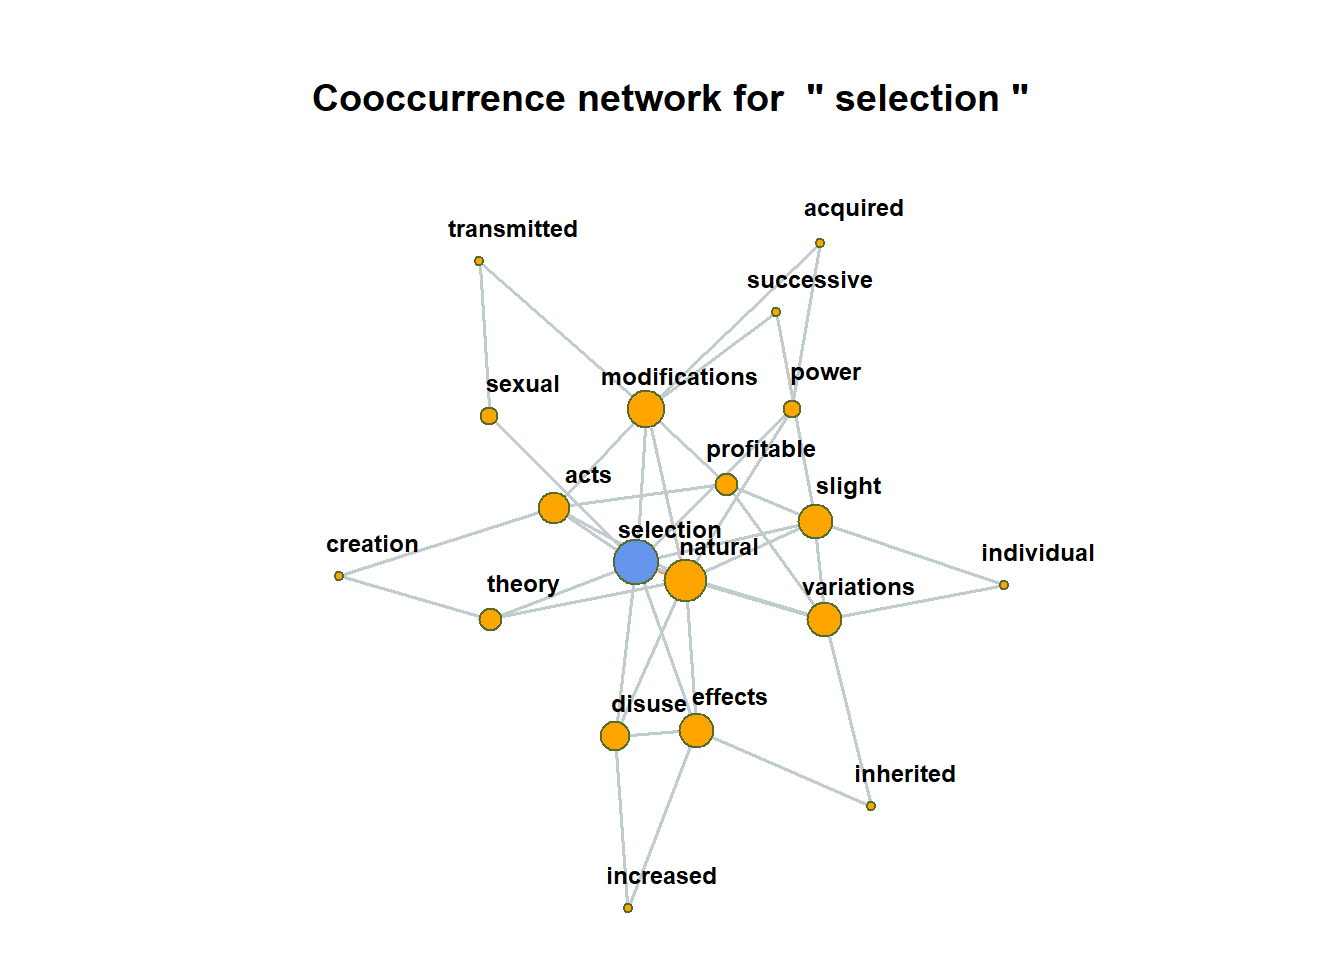 Cooccurrence network for  " selection "
acquired
transmitted
successive
power
modifications
sexual
profitable
acts
slight
selection
creation
natural
individual
theory
variations
effects
disuse
inherited
increased